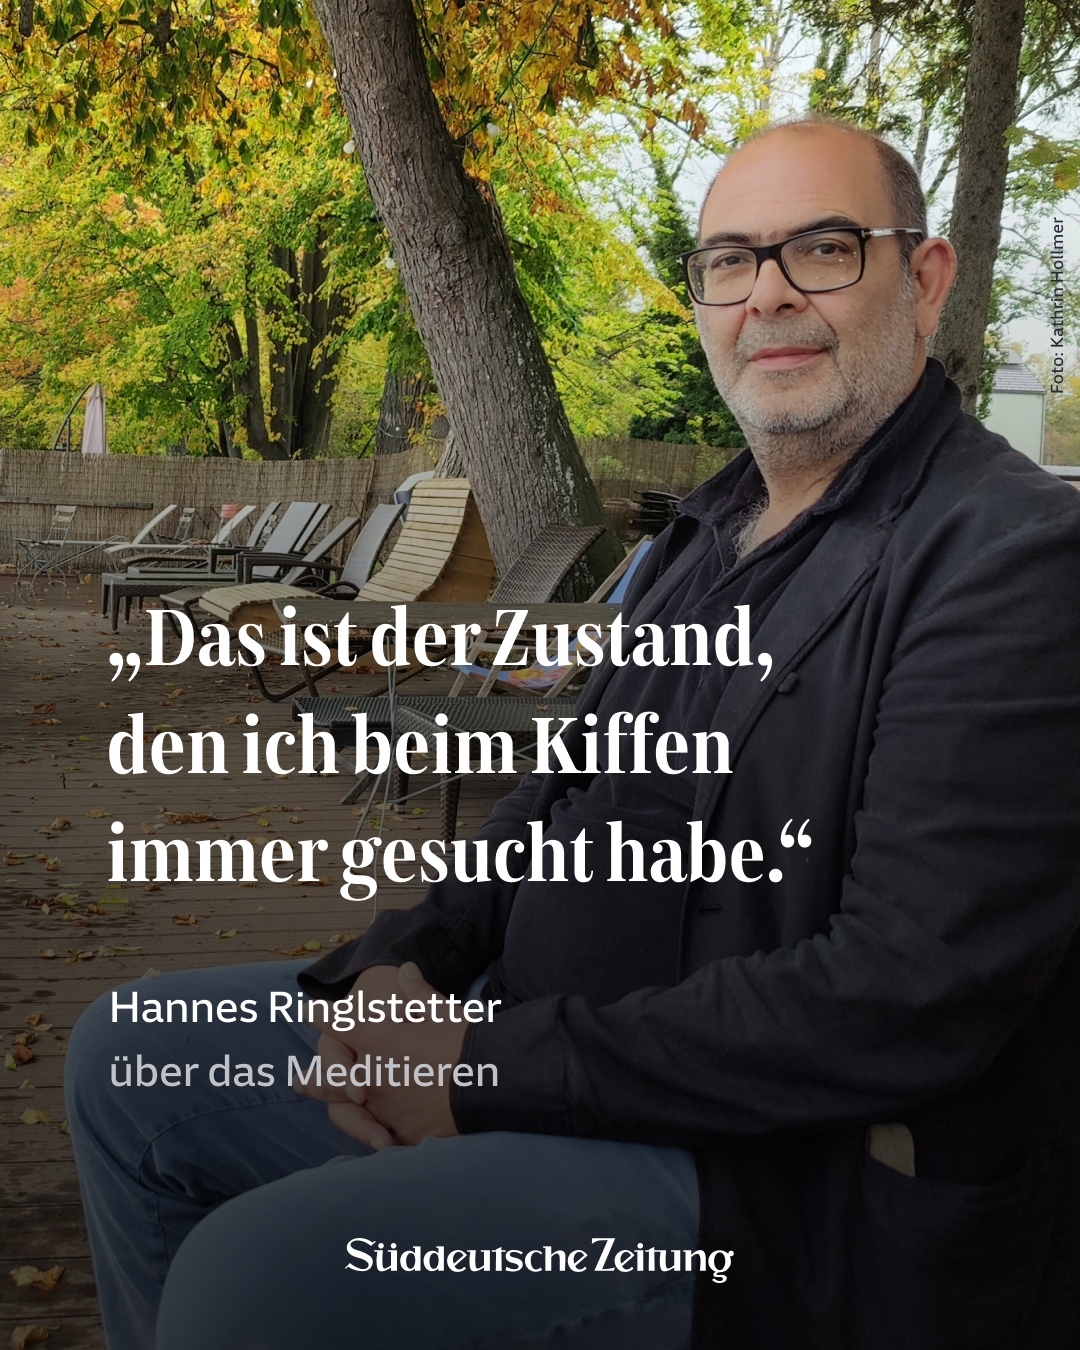 Foto: Kathrin Hollmer
„Das ist der Zustand,
den ich beim Kiffen
immer gesucht habe.“
Hannes Ringlstetter
über das Meditieren
Süddeutsche Zeitung